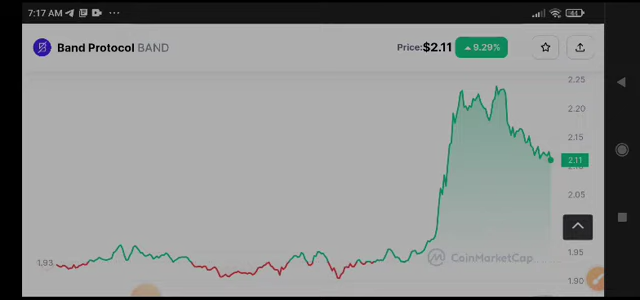 7:17 AM ...
Band Protocol BAND
Price: $2.11 ▲ 9.29%
2.25
2.20
2.15
2.11
2.05
1.93
1.95
1.90
CoinMarketCap